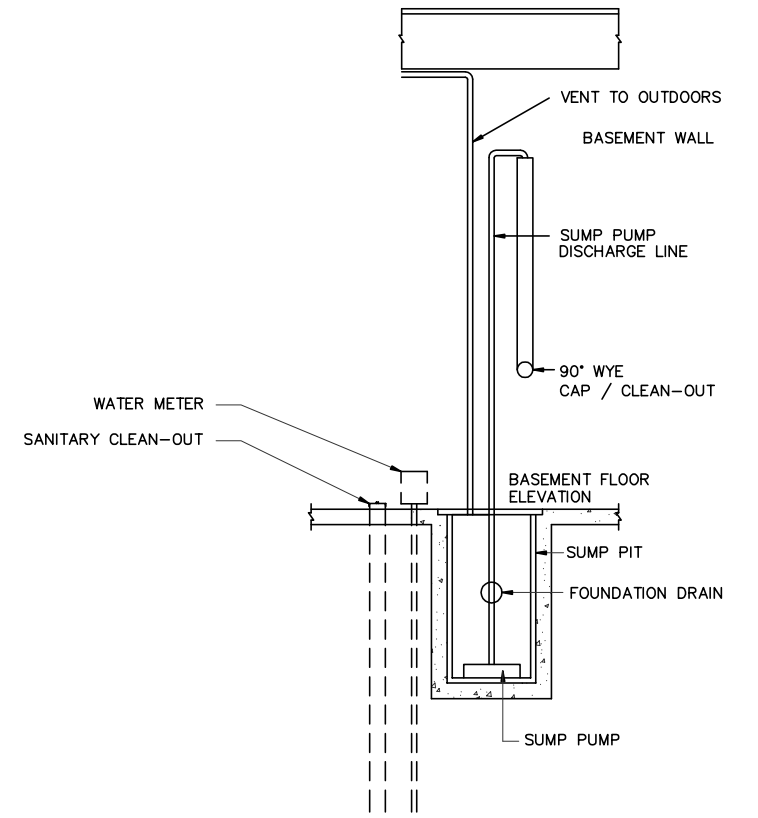 VENT TO OUTDOORS
BASEMENT WALL
SUMP PUMP
DISCHARGE LINE
90° WYE
CAP / CLEAN-OUT
WATER METER
SANITARY CLEAN-OUT
BASEMENT FLOOR
ELEVATION
SUMP PIT
FOUNDATION DRAIN
SUMP PUMP